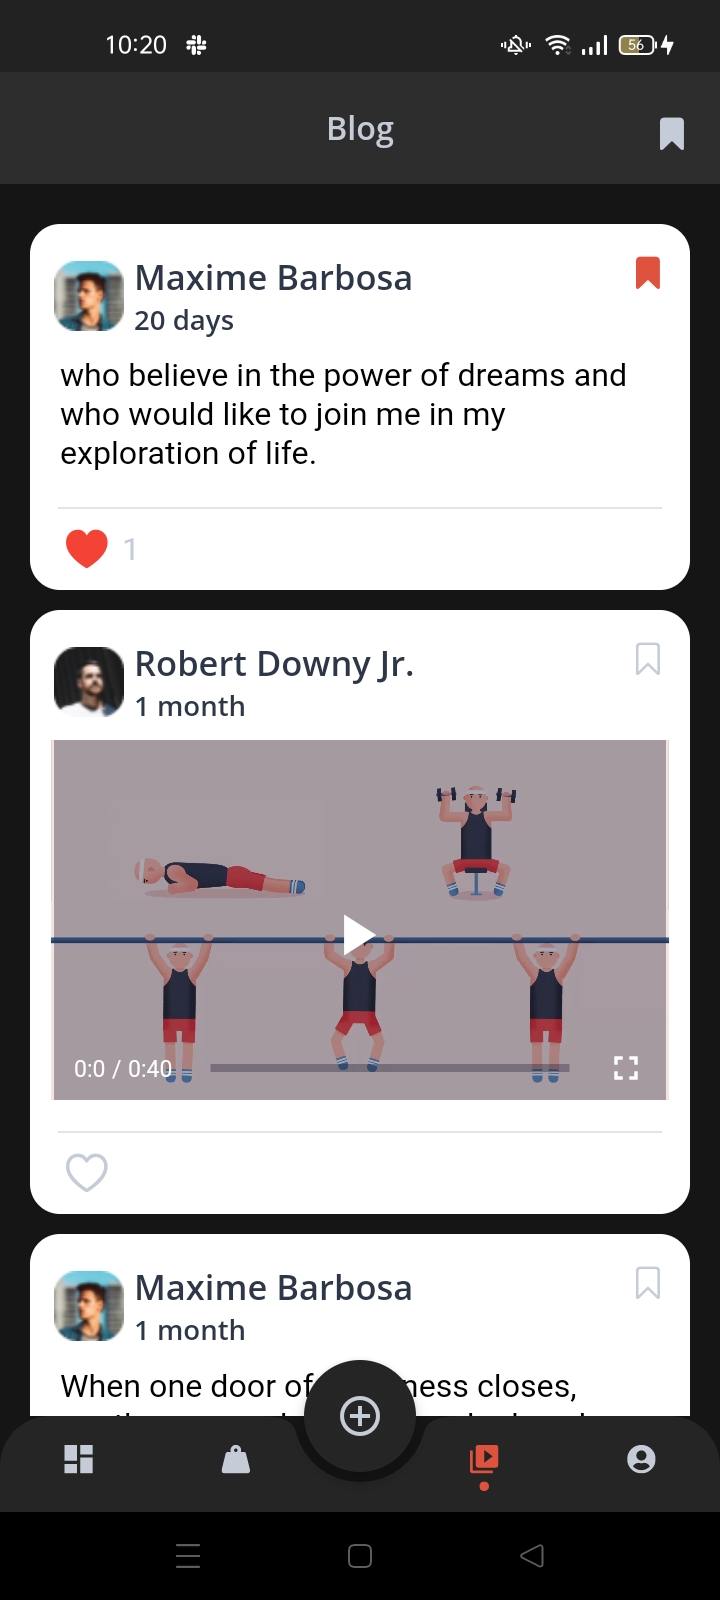 10:20
56
Blog
Maxime Barbosa
20 days
who believe in the power of dreams and
who would like to join me in my
exploration of life.
1
Robert Downy Jr.
1 month
0:0 / 0:40
Maxime Barbosa
1 month
When one door of closes,